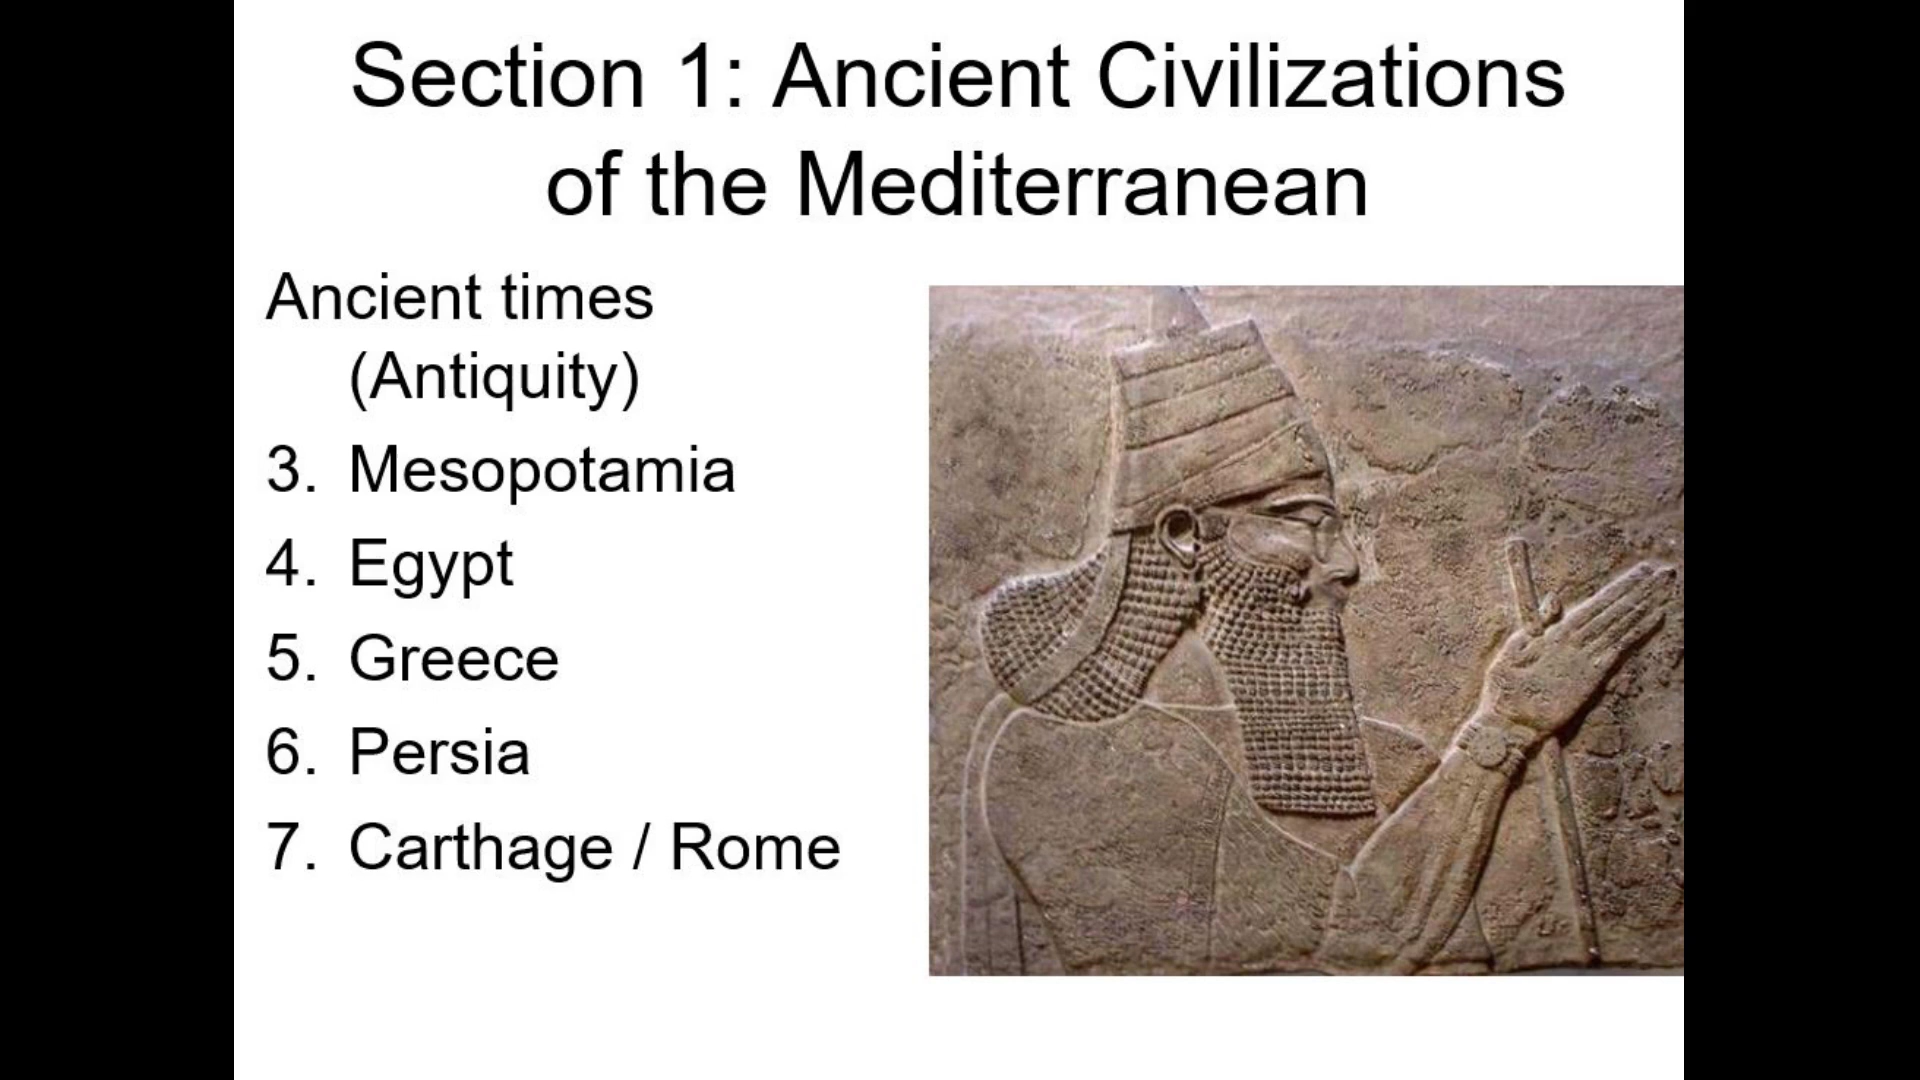 Section 1: Ancient Civilizations
of the Mediterranean
Ancient times
(Antiquity)
3. Mesopotamia
4. Egypt
5. Greece
6. Persia
7. Carthage / Rome